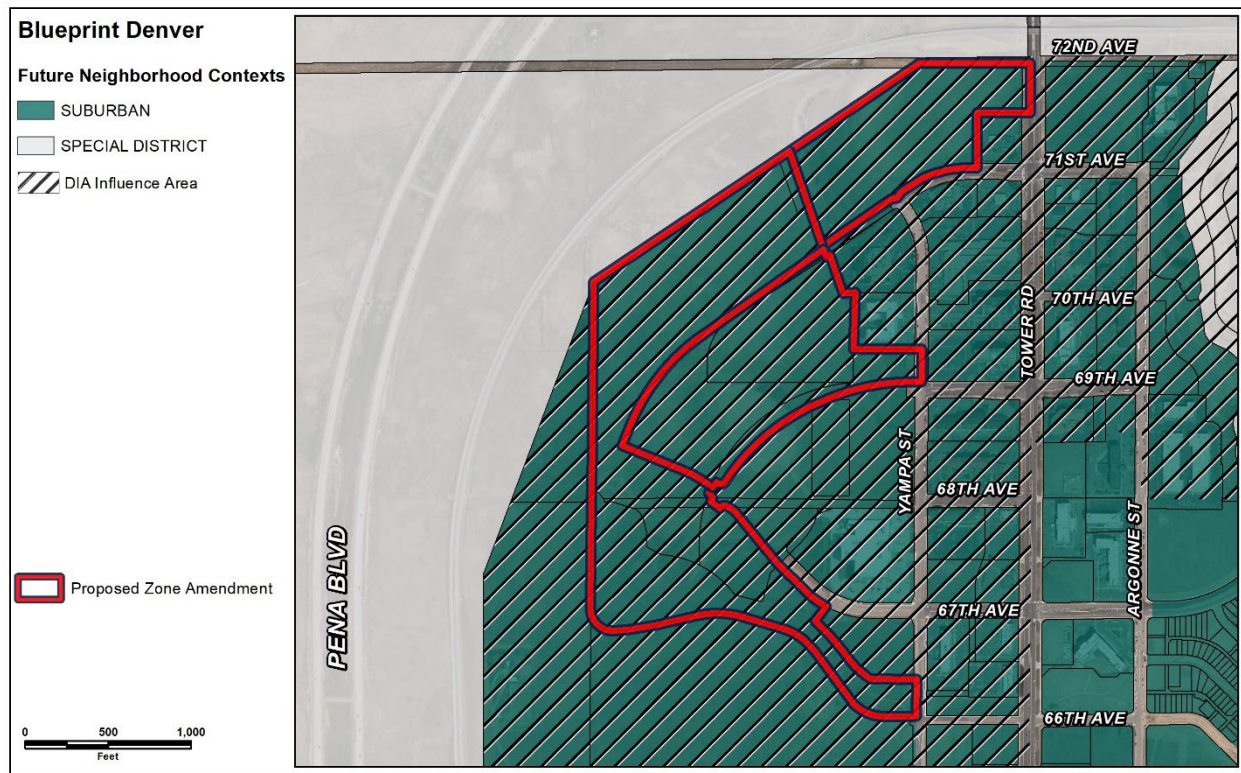 Blueprint Denver
Future Neighborhood Contexts
SUBURBAN
SPECIAL DISTRICT
DIA Influence Area
Proposed Zone Amendment
0 500 1,000
Feet
72ND AVE
71ST AVE
70TH AVE
TOWER RD
69TH AVE
YAMPA ST
68TH AVE
ARGONNE ST
PENA BLVD
67TH AVE
66TH AVE